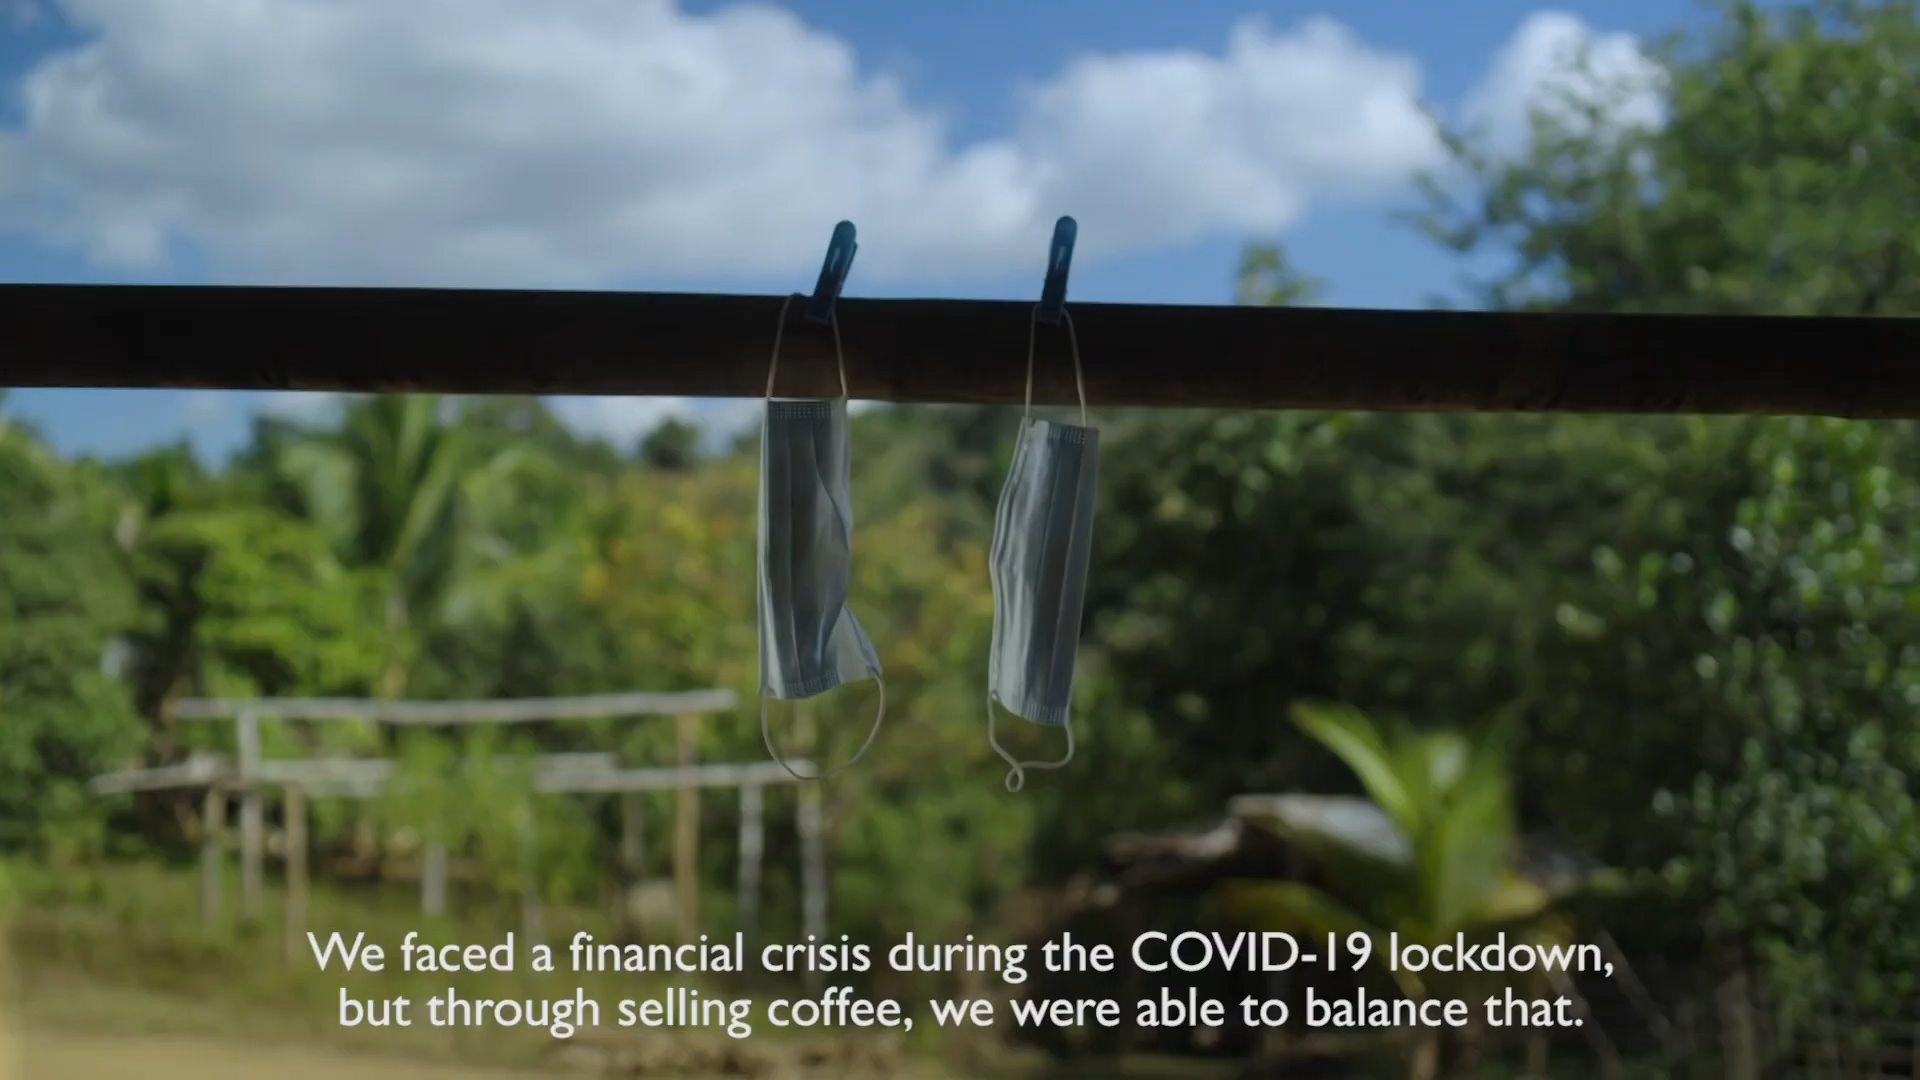 We faced a financial crisis during the COVID-19 lockdown,
but through selling coffee, we were able to balance that.